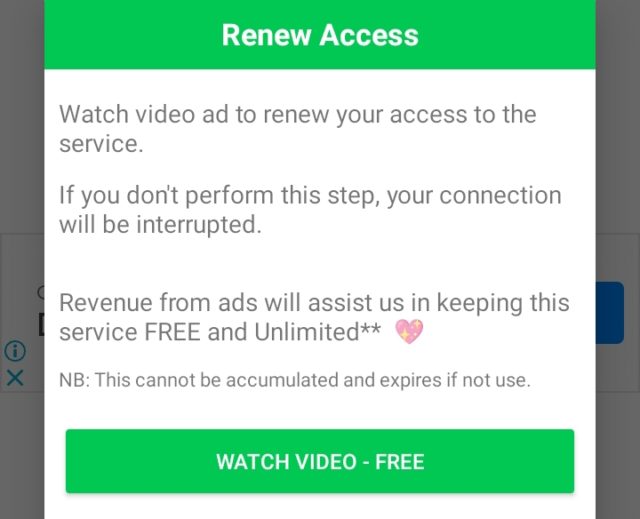 Renew Access
Watch video ad to renew your access to the
service.
If you don't perform this step, your connection
will be interrupted.
Revenue from ads will assist us in keeping this
service FREE and Unlimited** 💖
NB: This cannot be accumulated and expires if not use.
WATCH VIDEO - FREE